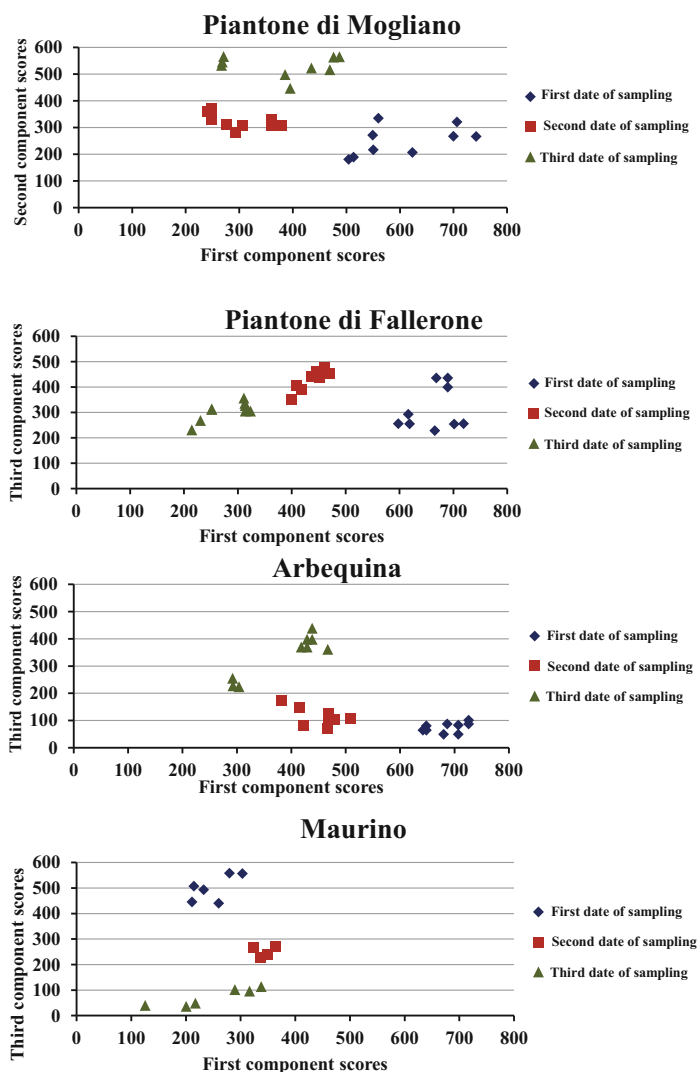 Piantone di Mogliano
Second component scores
600
500
400
300
200
100
0
0 100 200 300 400 500 600 700 800
First component scores
First date of sampling
Second date of sampling
Third date of sampling
Piantone di Fallerone
Third component scores
600
500
400
300
200
100
0
0 100 200 300 400 500 600 700 800
First component scores
First date of sampling
Second date of sampling
Third date of sampling
Arbequina
Third component scores
600
500
400
300
200
100
0
0 100 200 300 400 500 600 700 800
First component scores
First date of sampling
Second date of sampling
Third date of sampling
Maurino
Third component scores
600
500
400
300
200
100
0
0 100 200 300 400 500 600 700 800
First component scores
First date of sampling
Second date of sampling
Third date of sampling